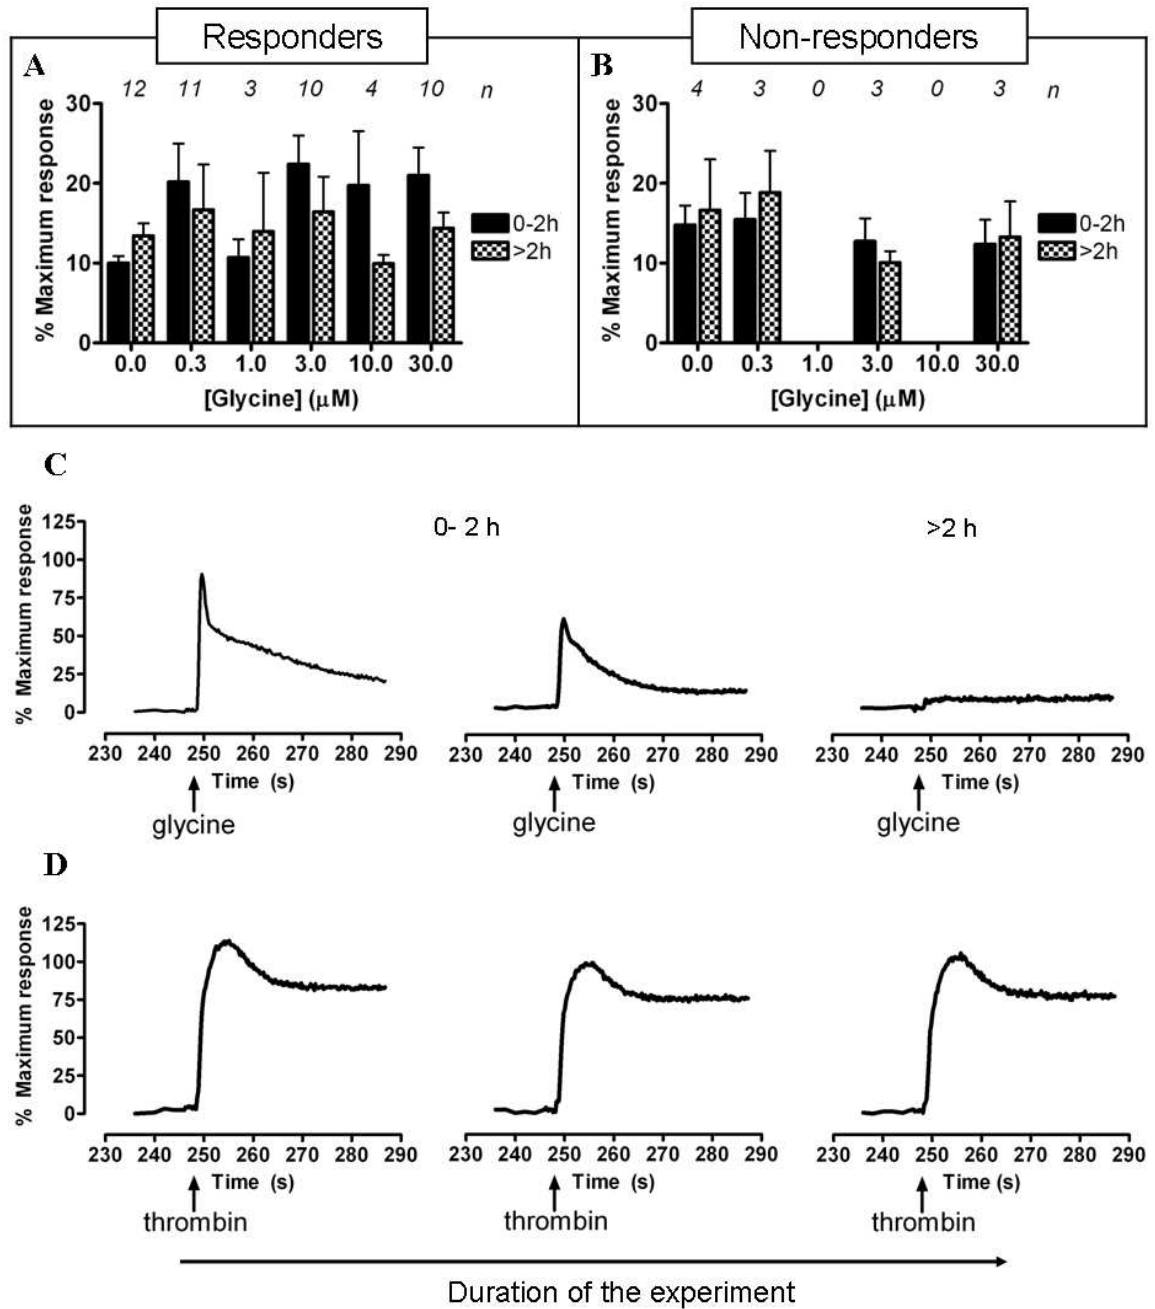 Responders
Non-responders
A
12 11 3 10 4 10 n
% Maximum response
30
20
10
0
0.0 0.3 1.0 3.0 10.0 30.0
[Glycine] (μM)
0-2h
>2h
B
4 3 0 3 0 3 n
% Maximum response
30
20
10
0
0.0 0.3 1.0 3.0 10.0 30.0
[Glycine] (μM)
0-2h
>2h
C
0- 2 h
>2 h
% Maximum response
125
100
75
50
25
0
230 240 250 260 270 280 290
Time (s)
glycine
230 240 250 260 270 280 290
Time (s)
glycine
230 240 250 260 270 280 290
Time (s)
glycine
D
% Maximum response
125
100
75
50
25
0
230 240 250 260 270 280 290
Time (s)
thrombin
230 240 250 260 270 280 290
Time (s)
thrombin
230 240 250 260 270 280 290
Time (s)
thrombin
Duration of the experiment